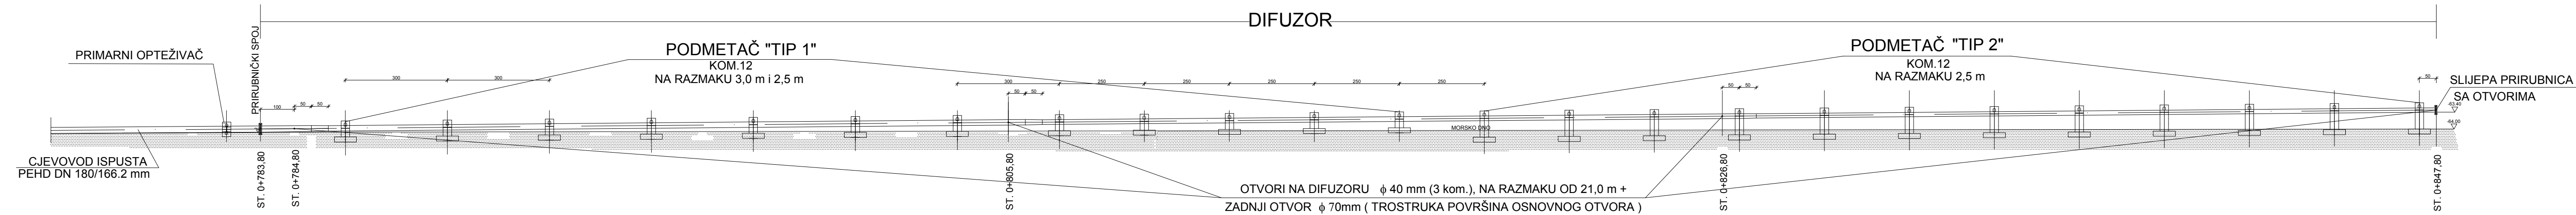 DIFUZOR
PRIMARNI OPTEŽIVAČ
PRIRUBNIČKI SPOJ
PODMETAČ "TIP 1"
KOM.12
NA RAZMAKU 3,0 m i 2,5 m
PODMETAČ "TIP 2"
KOM.12
NA RAZMAKU 2,5 m
SLIJEPA PRIRUBNICA
SA OTVORIMA
300
300
300
250
250
250
250
250
100
50
50
50
50
50
50
50
-63.40
-64.00
MORSKO DNO
CJEVOVOD ISPUSTA
PEHD DN 180/166.2 mm
ST. 0+783,80
ST. 0+784,80
ST. 0+805,80
ST. 0+826,80
ST. 0+847,80
OTVORI NA DIFUZORU ϕ 40 mm (3 kom.), NA RAZMAKU OD 21,0 m +
ZADNJI OTVOR ϕ 70mm ( TROSTRUKA POVRŠINA OSNOVNOG OTVORA )